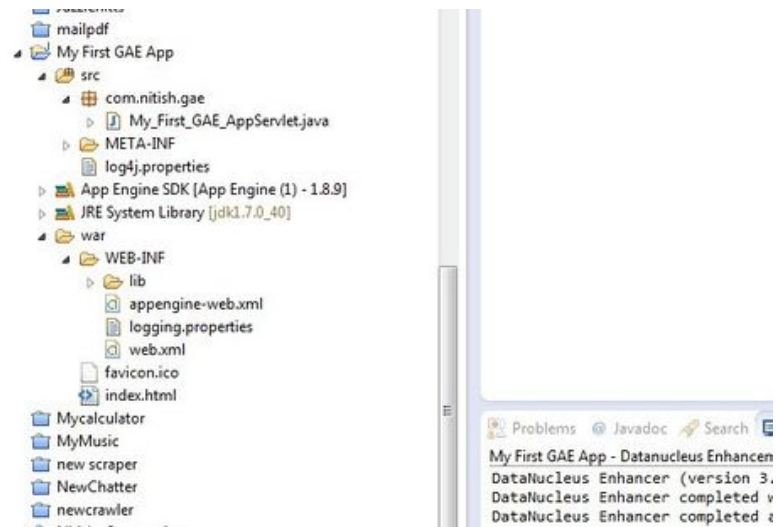 mailpdf
My First GAE App
src
com.nitish.gae
My_First_GAE_AppServlet.java
META-INF
log4j.properties
App Engine SDK [App Engine (1) - 1.8.9]
JRE System Library [jdk1.7.0_40]
war
WEB-INF
lib
appengine-web.xml
logging.properties
web.xml
favicon.ico
index.html
Mycalculator
MyMusic
new scraper
NewChatter
newcrawler
Problems @ Javadoc Search
My First GAE App - Datanucleus Enhancem
DataNucleus Enhancer (version 3.
DataNucleus Enhancer completed w
DataNucleus Enhancer completed a